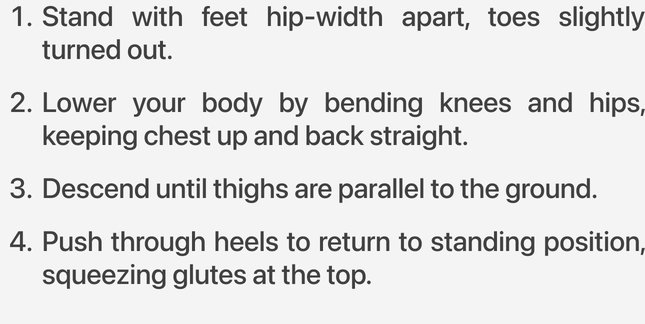 1. Stand with feet hip-width apart, toes slightly
turned out.
2. Lower your body by bending knees and hips,
keeping chest up and back straight.
3. Descend until thighs are parallel to the ground.
4. Push through heels to return to standing position,
squeezing glutes at the top.